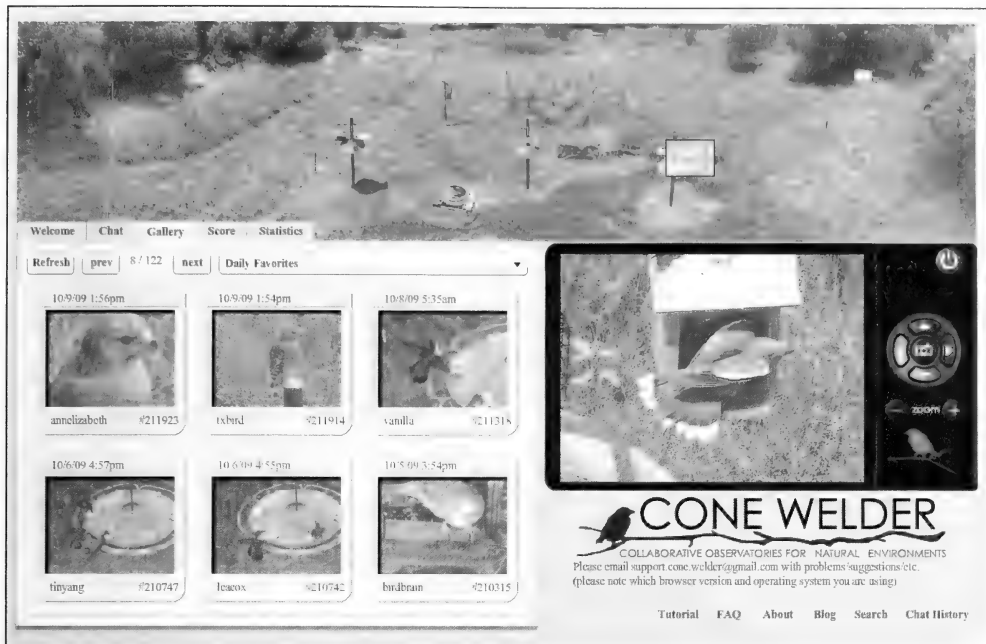 Welcome Chat Gallery Score Statistics
Refresh prev 8 / 122 next Daily Favorites
10/9/09 1:56pm 10/9/09 1:54pm 10/8/09 5:35am
annelizaboth #211923 txbird #211914 vanilla #211318
10/6/09 4:57pm 10/6/09 4:55pm 10/5/09 3:54pm
tinyang #210747 leacox #210742 birdbrain #210315
zoom
CONE WELDER
COLLABORATIVE OBSERVATORIES FOR NATURAL ENVIRONMENTS
Please email support.cone.welder@gmail.com with problems/suggestions/etc.
(please note which browser version and operating system you are using)
Tutorial FAQ About Blog Search Chat History